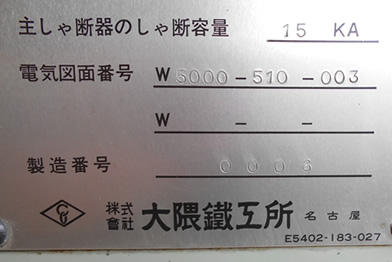 主しゃ断器のしゃ断容量 15 KA
電気図面番号 W 5000-510-003
W - -
製造番号 0006
株式會社 大隈鐵工所 名古屋
E5402-183-027